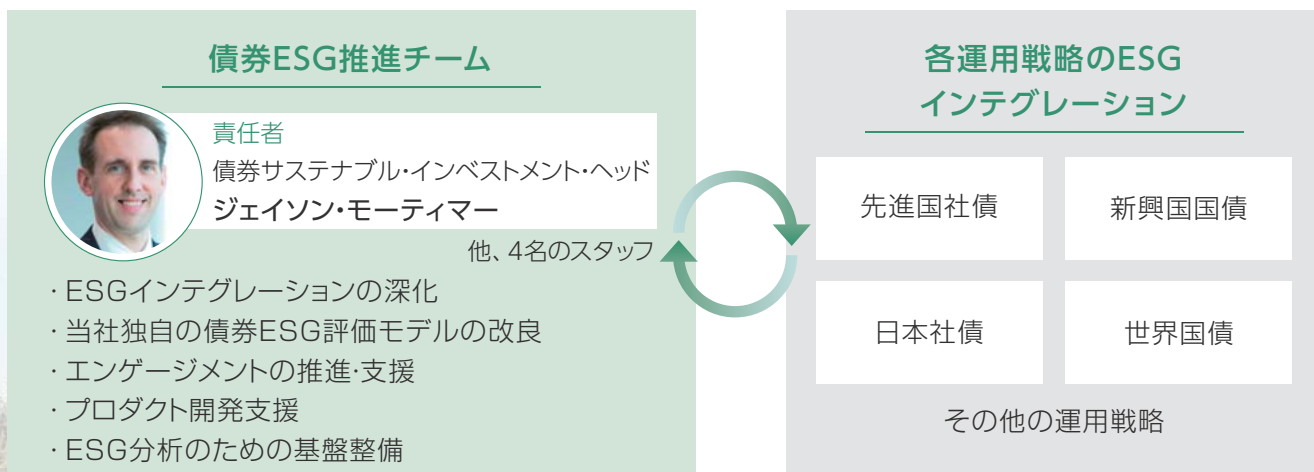 債券ESG推進チーム
責任者
債券サステナブル・インベストメント・ヘッド
ジェイソン・モーティマー
他、4名のスタッフ
・ESGインテグレーションの深化
・当社独自の債券ESG評価モデルの改良
・エンゲージメントの推進・支援
・プロダクト開発支援
・ESG分析のための基盤整備
各運用戦略のESG
インテグレーション
先進国社債
新興国国債
日本社債
世界国債
その他の運用戦略